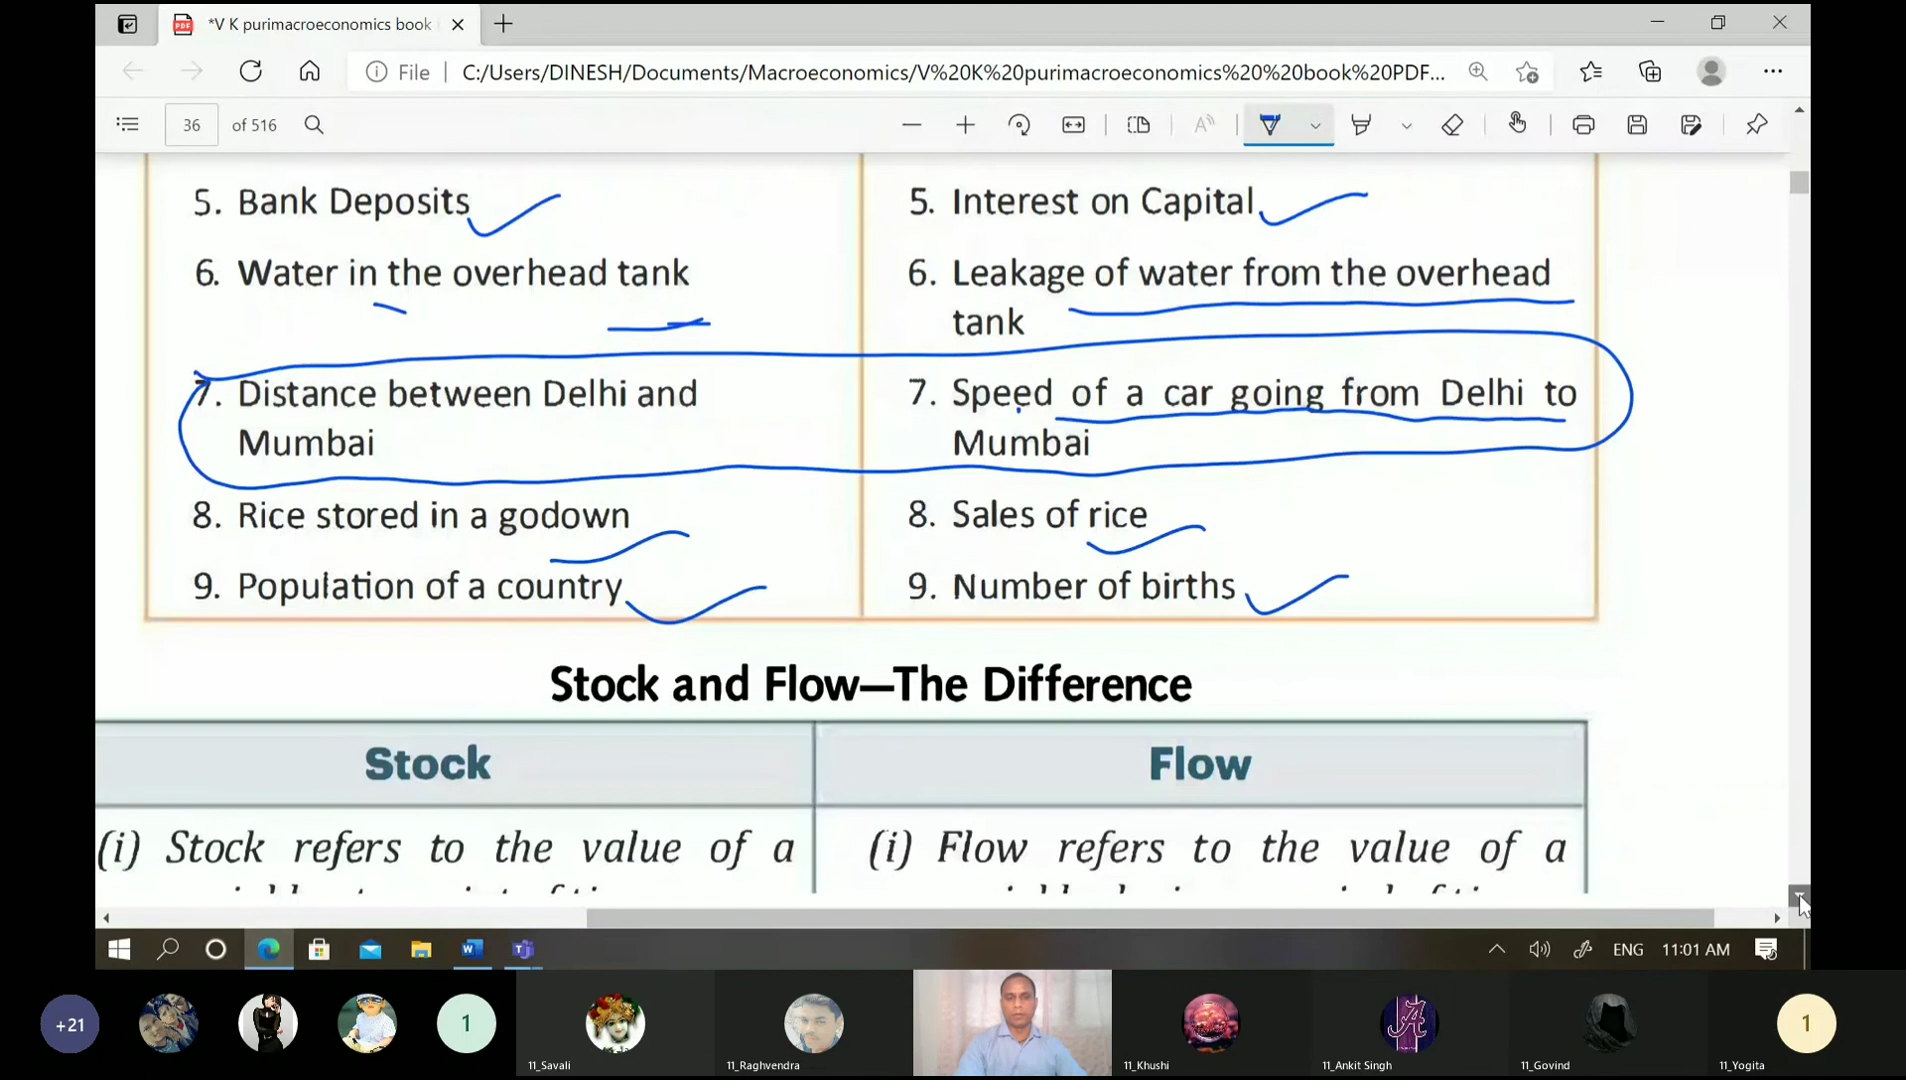 *V K purimacroeconomics book
File
C:/Users/DINESH/Documents/Macroeconomics/V%20K%20purimacroeconomics%20%20book%20PDF...
36 of 516
5. Bank Deposits
5. Interest on Capital
6. Water in the overhead tank
6. Leakage of water from the overhead
tank
7. Distance between Delhi and
Mumbai
7. Speed of a car going from Delhi to
Mumbai
8. Rice stored in a godown
8. Sales of rice
9. Population of a country
9. Number of births
Stock and Flow—The Difference
Stock
Flow
(i) Stock refers to the value of a
(i) Flow refers to the value of a
ENG 11:01 AM
+21
1
11_Savali
11_Raghvendra
11_Khushi
11_Ankit Singh
11_Govind
11_Yogita
1